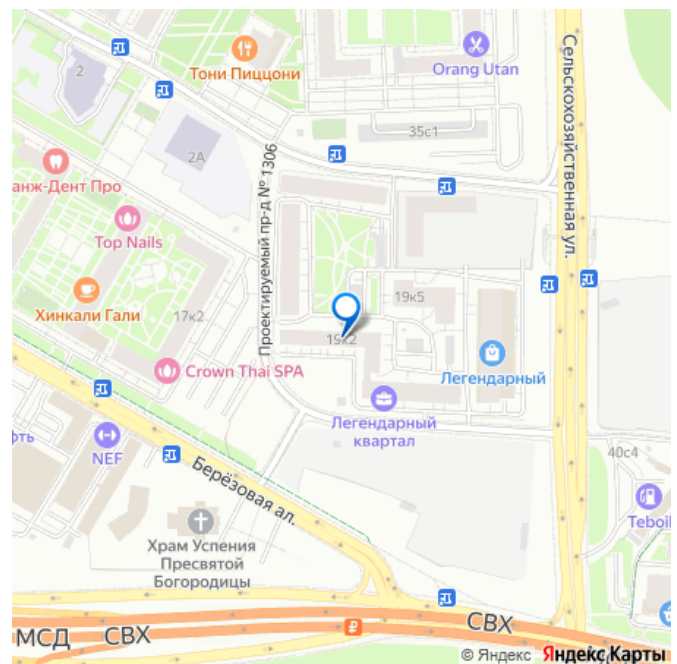 2
Тони Пиццони
Orang Utan
35с1
Сельскохозяйственная ул.
2А
Проектируемый пр-д № 1306
анж-Дент Про
Top Nails
Хинкали Гали
17к2
19к5
19к2
Crown Thai SPA
Легендарный
Легендарный
квартал
фть
NEF
40с4
Берёзовая ал.
Teboil
Храм Успения
Пресвятой
Богородицы
МСД
СВХ
СВХ
© Яндекс
Яндекс Карты